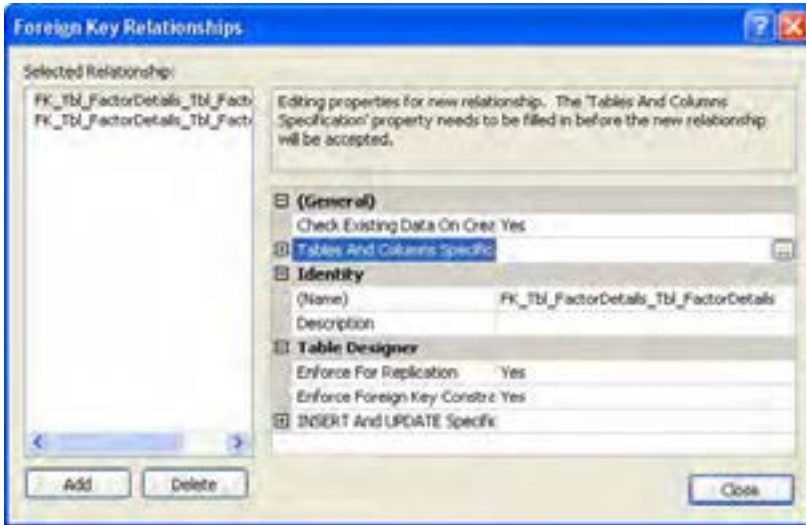 Foreign Key Relationships
Selected Relationship:
FK_Tbl_FactorDetails_Tbl_Facto
FK_Tbl_FactorDetails_Tbl_Facto
Editing properties for new relationship. The 'Tables And Columns
Specification' property needs to be filled in before the new relationship
will be accepted.
(General)
Check Existing Data On Crea Yes
Tables And Columns Specific
Identity
(Name) FK_Tbl_FactorDetails_Tbl_FactorDetails
Description
Table Designer
Enforce For Replication Yes
Enforce Foreign Key Constra Yes
INSERT And UPDATE Specific
Add
Delete
Close